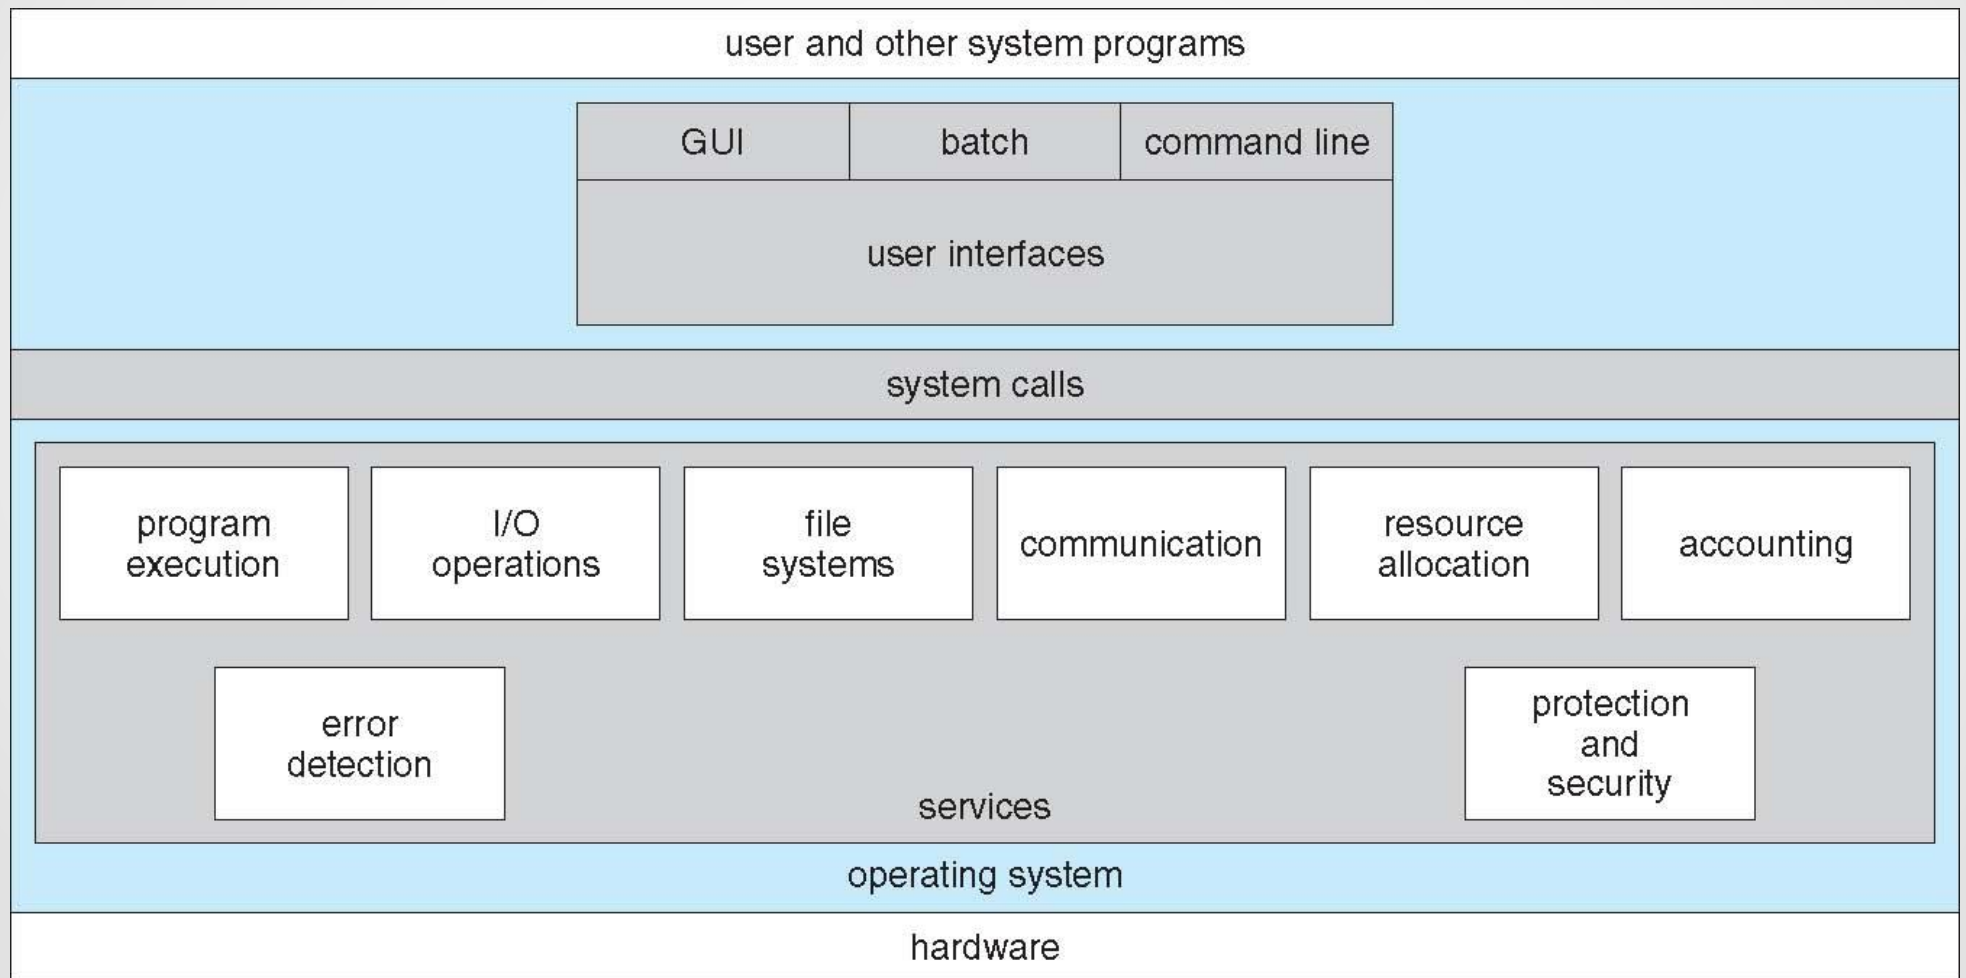 user and other system programs
GUI
batch
command line
user interfaces
system calls
program
execution
I/O
operations
file
systems
communication
resource
allocation
accounting
error
detection
protection
and
security
services
operating system
hardware